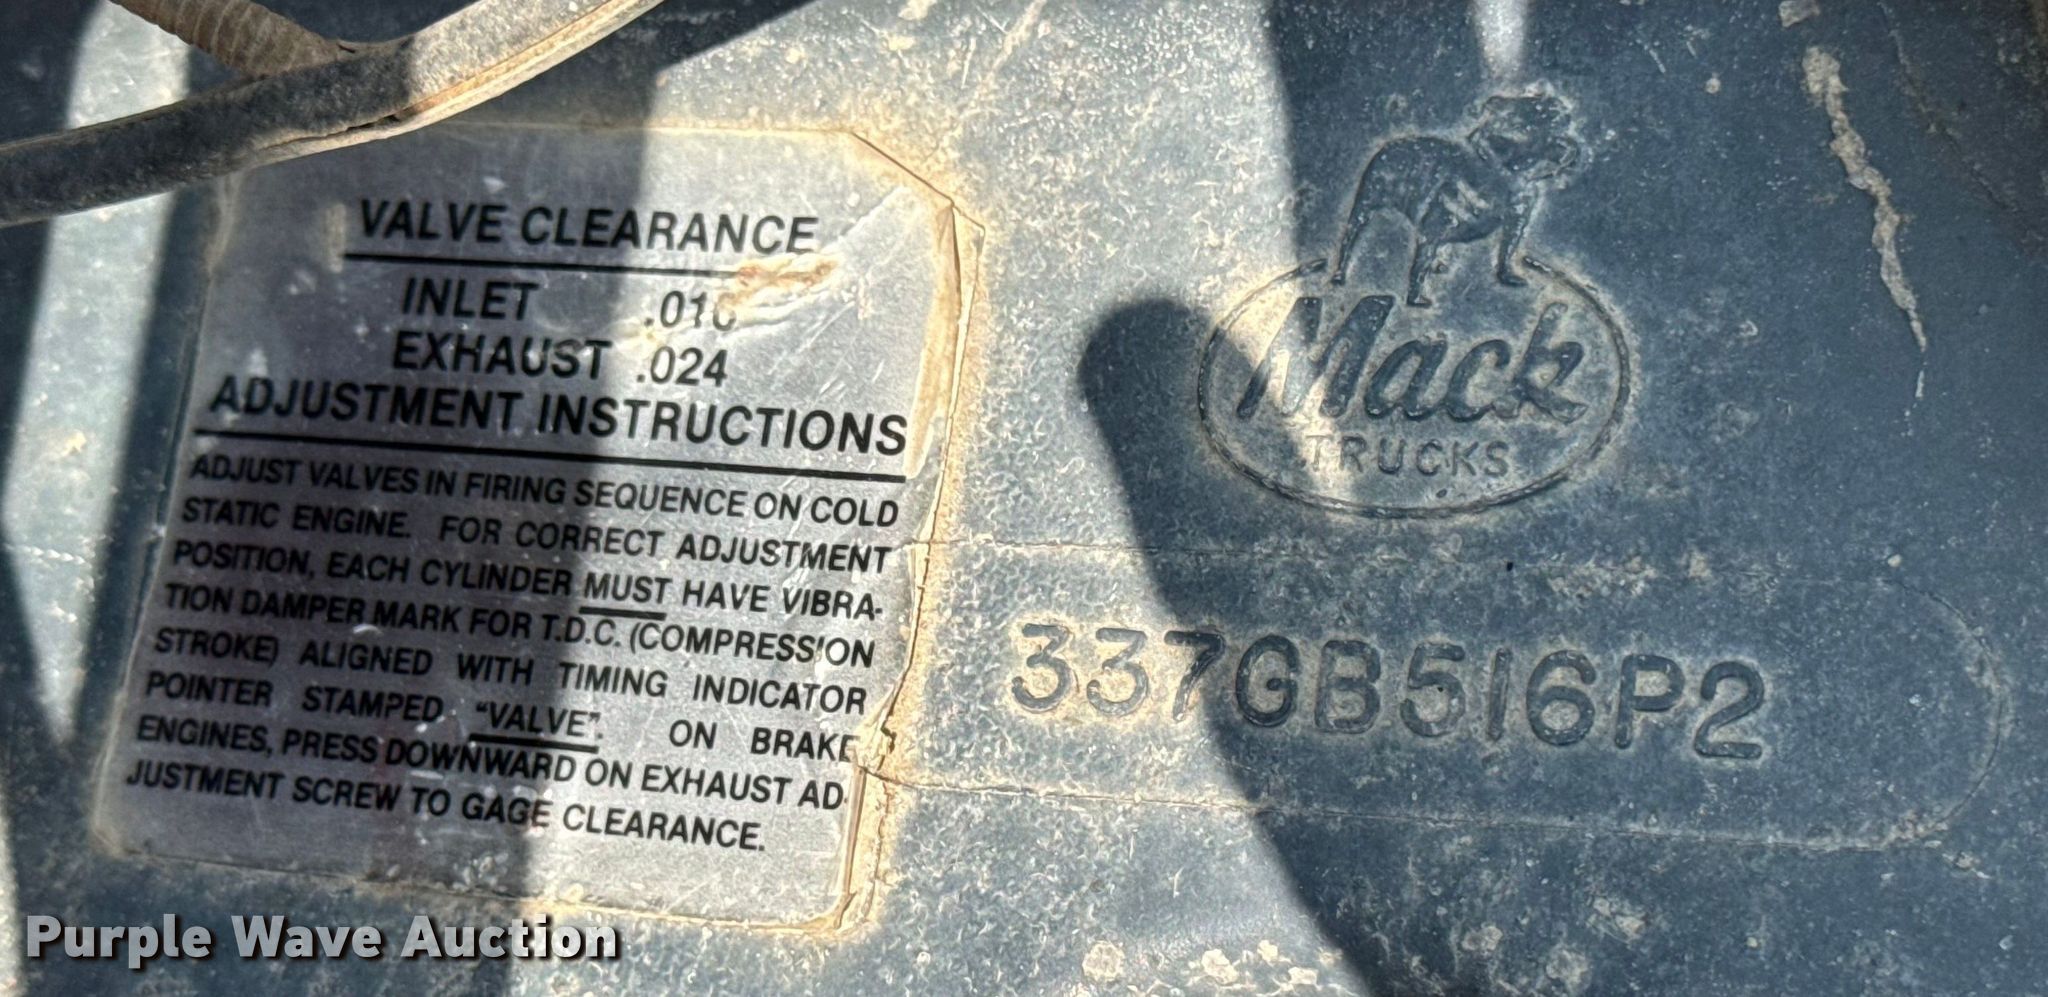 VALVE CLEARANCE
INLET
EXHAUST .024
ADJUSTMENT INSTRUCTIONS
ADJUST VALVES IN FIRING SEQUENCE ON COLD
STATIC ENGINE. FOR CORRECT ADJUSTMENT
POSITION, EACH CYLINDER MUST HAVE VIBRA-
TION DAMPER MARK FOR T.D.C. (COMPRESSION
STROKE) ALIGNED WITH TIMING INDICATOR
POINTER STAMPED "VALVE". ON BRAKE
ENGINES, PRESS DOWNWARD ON EXHAUST AD-
JUSTMENT SCREW TO GAGE CLEARANCE.
Mack
TRUCKS
337GB516P2
Purple Wave Auction